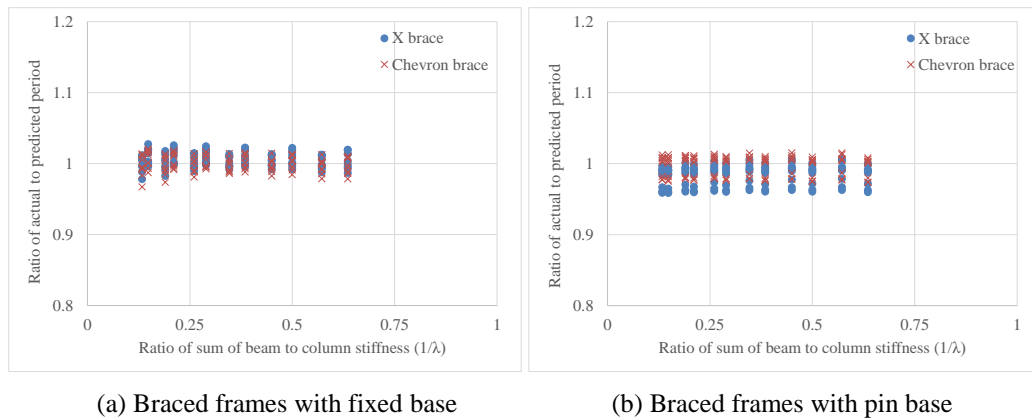 1.2
X brace
Chevron brace
1.1
1
0.9
0.8
0
0.25
0.5
0.75
1
Ratio of actual to predicted period
Ratio of sum of beam to column stiffness (1/λ)
(a) Braced frames with fixed base
1.2
X brace
Chevron brace
1.1
1
0.9
0.8
0
0.25
0.5
0.75
1
Ratio of actual to predicted period
Ratio of sum of beam to column stiffness (1/λ)
(b) Braced frames with pin base